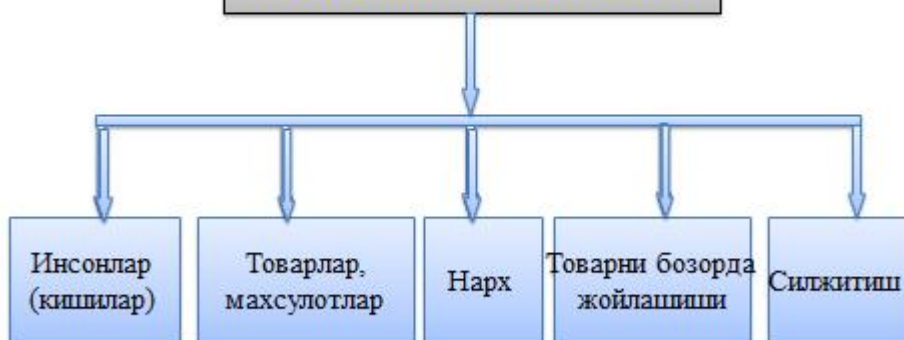 Инсонлар
(кишилар)
Товарлар,
махсулотлар
Нарх
Товарни бозорда
жойлашиши
Силжитиш